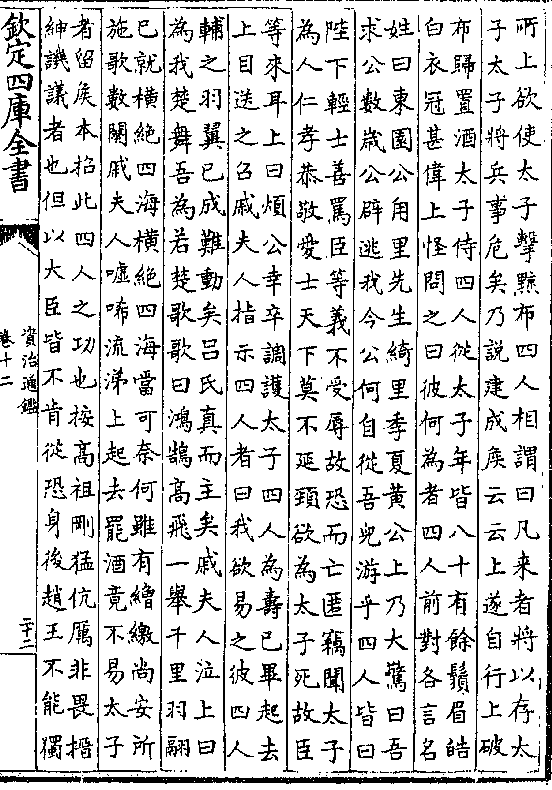 所上欲使太子擊黥布四人相謂曰凡來者將以存太
子太子將兵事危矣乃說建成侯云云上遂自行上破
布歸置酒太子侍四人從太子年皆八十有餘鬚眉皓
白衣冠甚偉上怪問之曰彼何為者四人前對各言名
姓曰東園公甪里先生綺里季夏黃公上乃大驚曰吾
求公數歲公辟逃我今公何自從吾兒游乎四人皆曰
陛下輕士善罵臣等義不受辱故恐而亡匿竊聞太子
為人仁孝恭敬愛士天下莫不延頸欲為太子死故臣
等來耳上曰煩公幸卒調護太子四人為壽已畢起去
上目送之召戚夫人指示四人者曰我欲易之彼四人
輔之羽翼已成難動矣吕氏真而主矣戚夫人泣上曰
為我楚舞吾為若楚歌歌曰鴻鵠高飛一舉千里羽翮
已就橫絕四海橫絕四海當可奈何雖有繒繳尚安所
施歌數闋戚夫人噓唏流涕上起去罷酒竟不易太子
者留侯本招此四人之功也按高祖剛猛伉厲非畏搢
紳譏議者也但以大臣皆不肯從恐身後趙王不能獨
欽定四庫全書
資治通鑑
卷十二
二十二